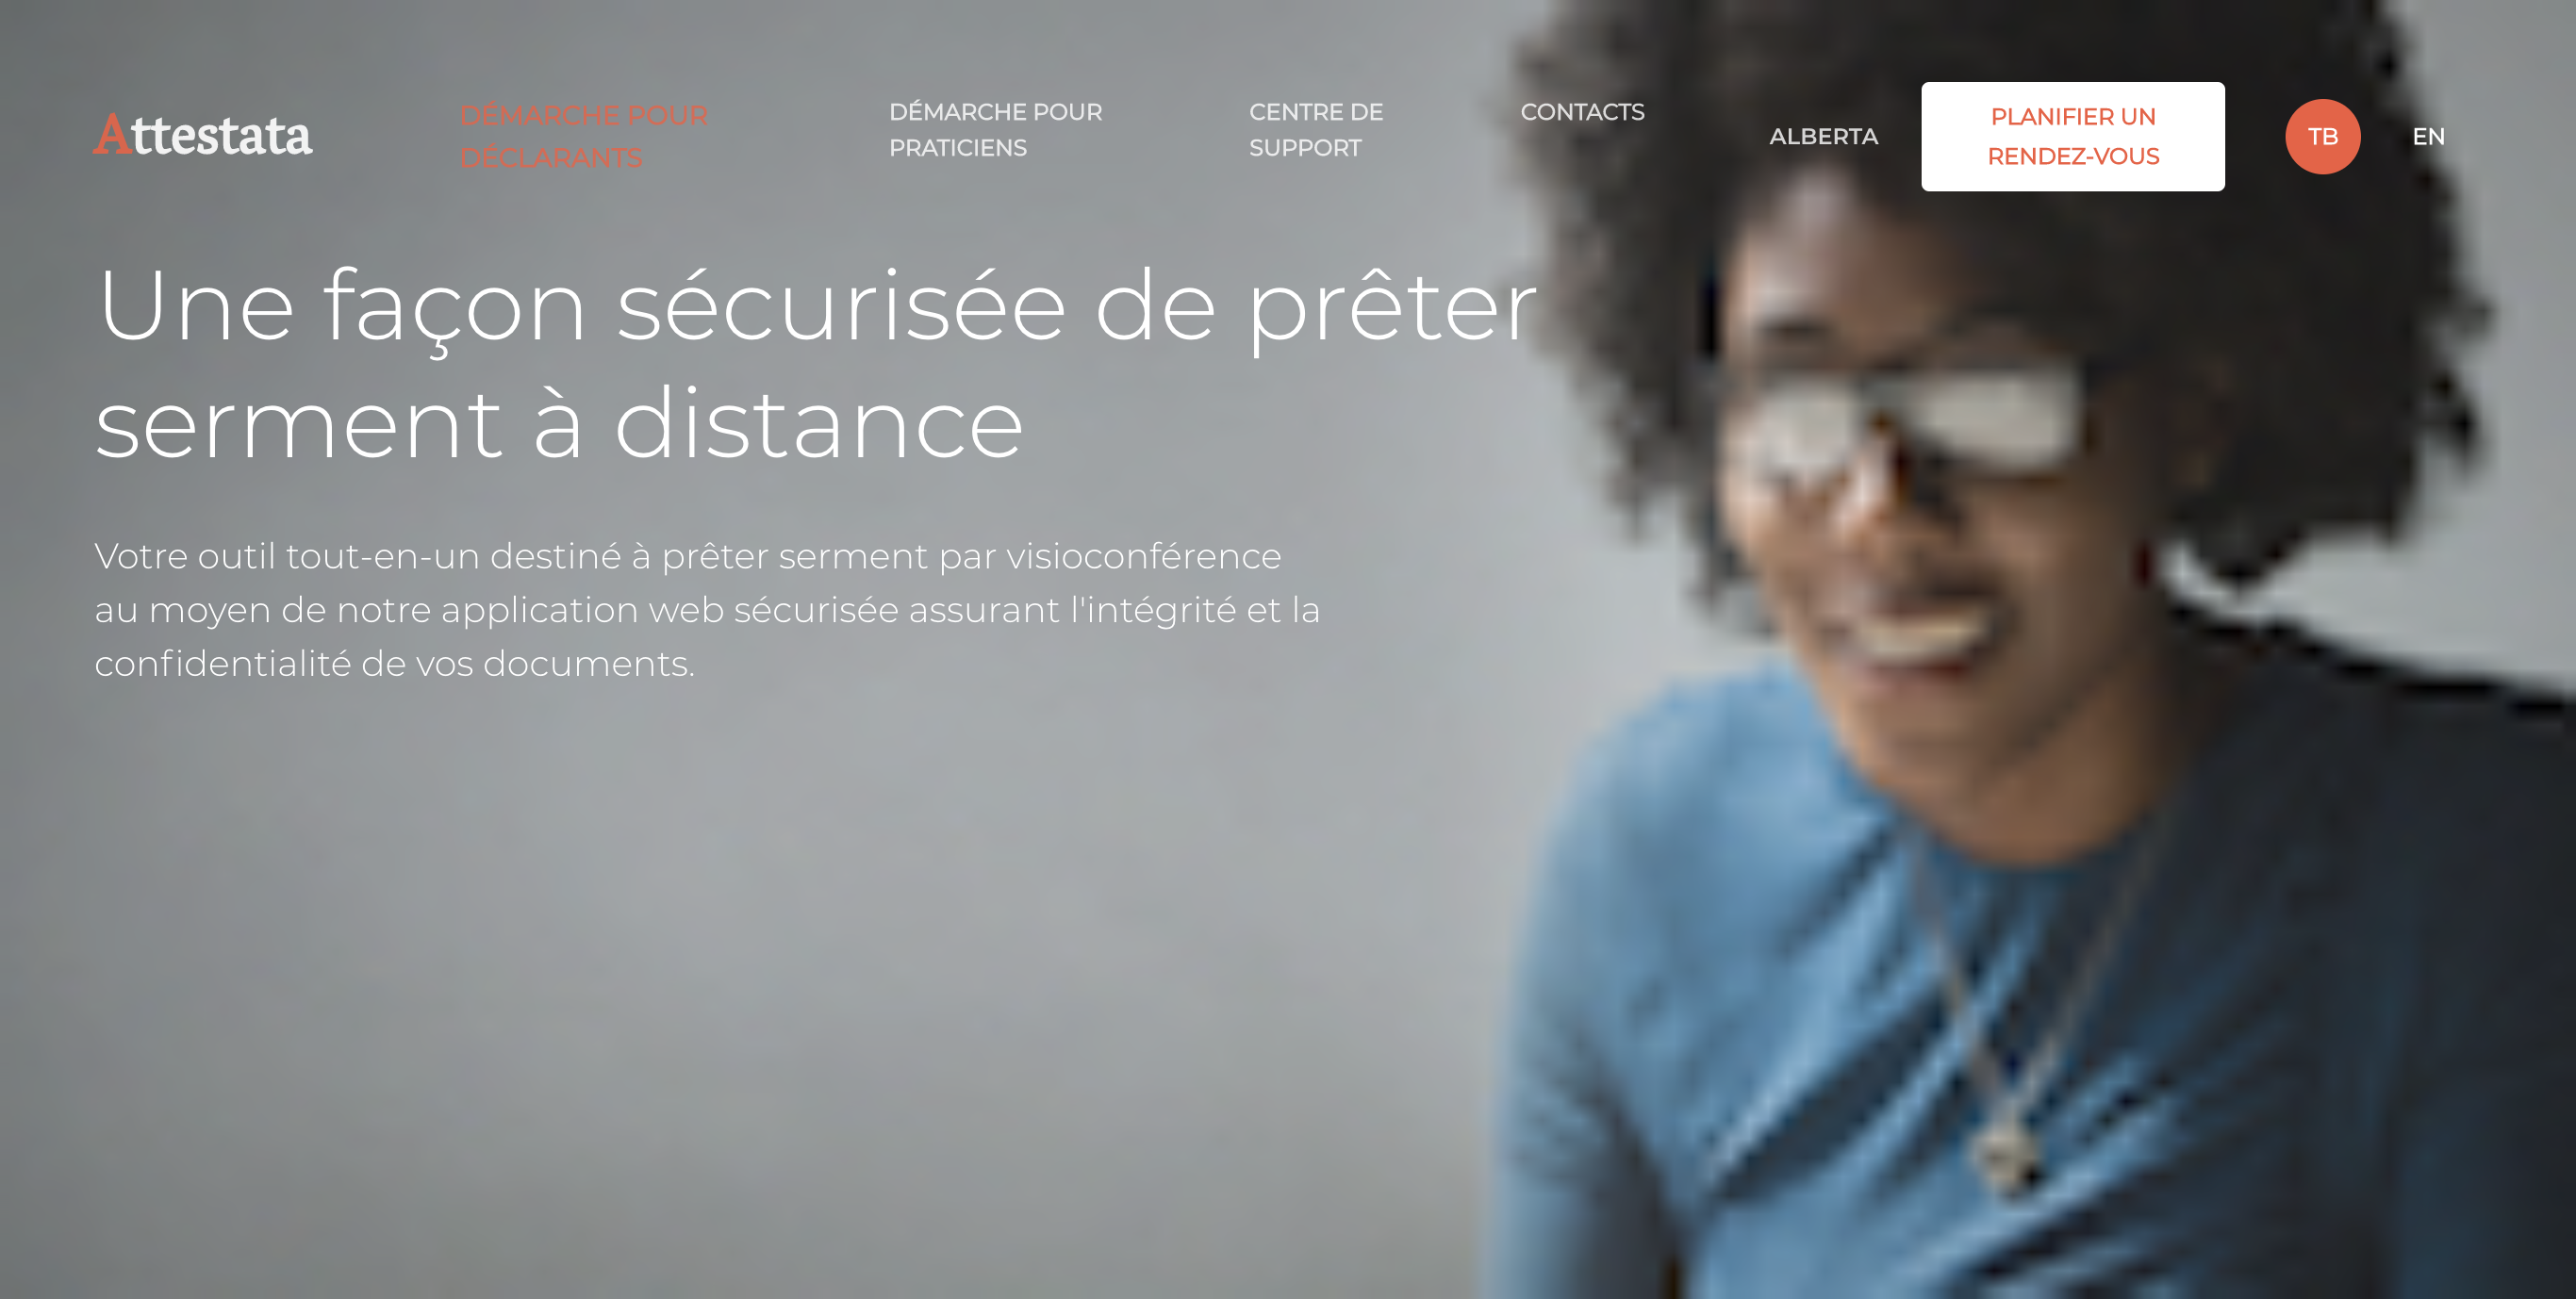 Attestata
DÉMARCHE POUR
DÉCLARANTS
DÉMARCHE POUR
PRATICIENS
CENTRE DE
SUPPORT
CONTACTS
ALBERTA
PLANIFIER UN
RENDEZ-VOUS
TB
EN
Une façon sécurisée de prêter
serment à distance
Votre outil tout-en-un destiné à prêter serment par visioconférence
au moyen de notre application web sécurisée assurant l'intégrité et la
confidentialité de vos documents.